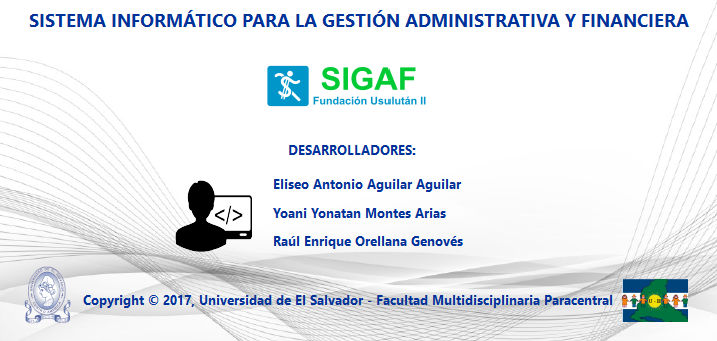 SISTEMA INFORMÁTICO PARA LA GESTIÓN ADMINISTRATIVA Y FINANCIERA
SIGAF
Fundación Usulután II
DESARROLLADORES:
Eliseo Antonio Aguilar Aguilar
</>
Yoani Yonatan Montes Arias
Raúl Enrique Orellana Genovés
Copyright © 2017, Universidad de El Salvador - Facultad Multidisciplinaria Paracentral